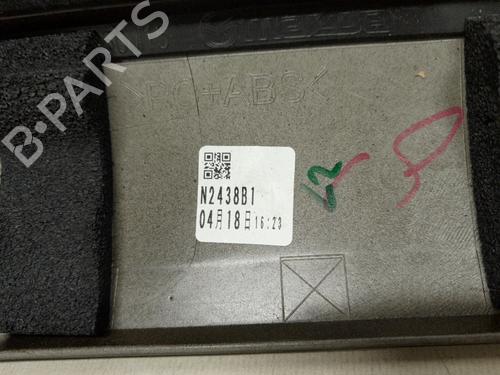 mazda
>PC+ABS<
N2438B1
04月18日16:23
B-PARTS